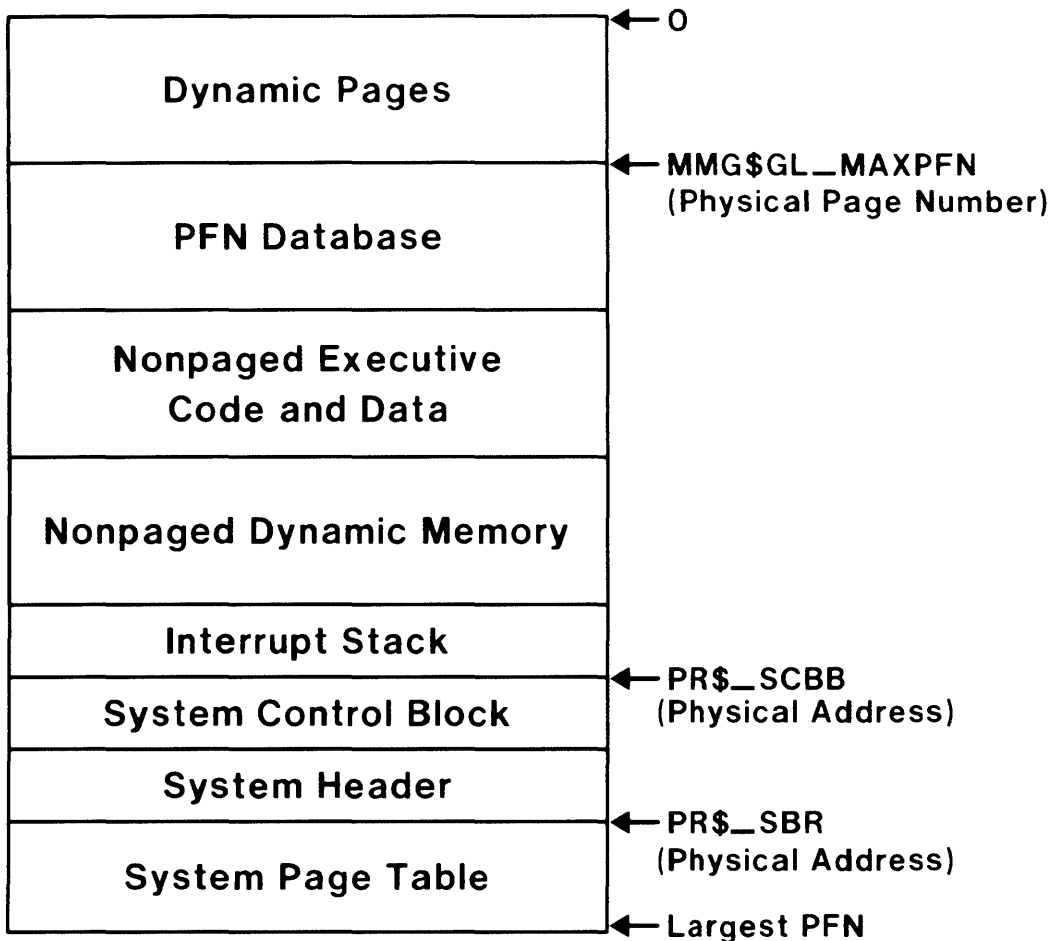 0
Dynamic Pages
MMG$GL_MAXPFN
(Physical Page Number)
PFN Database
Nonpaged Executive
Code and Data
Nonpaged Dynamic Memory
Interrupt Stack
PR$_SCBB
(Physical Address)
System Control Block
System Header
PR$_SBR
(Physical Address)
System Page Table
Largest PFN